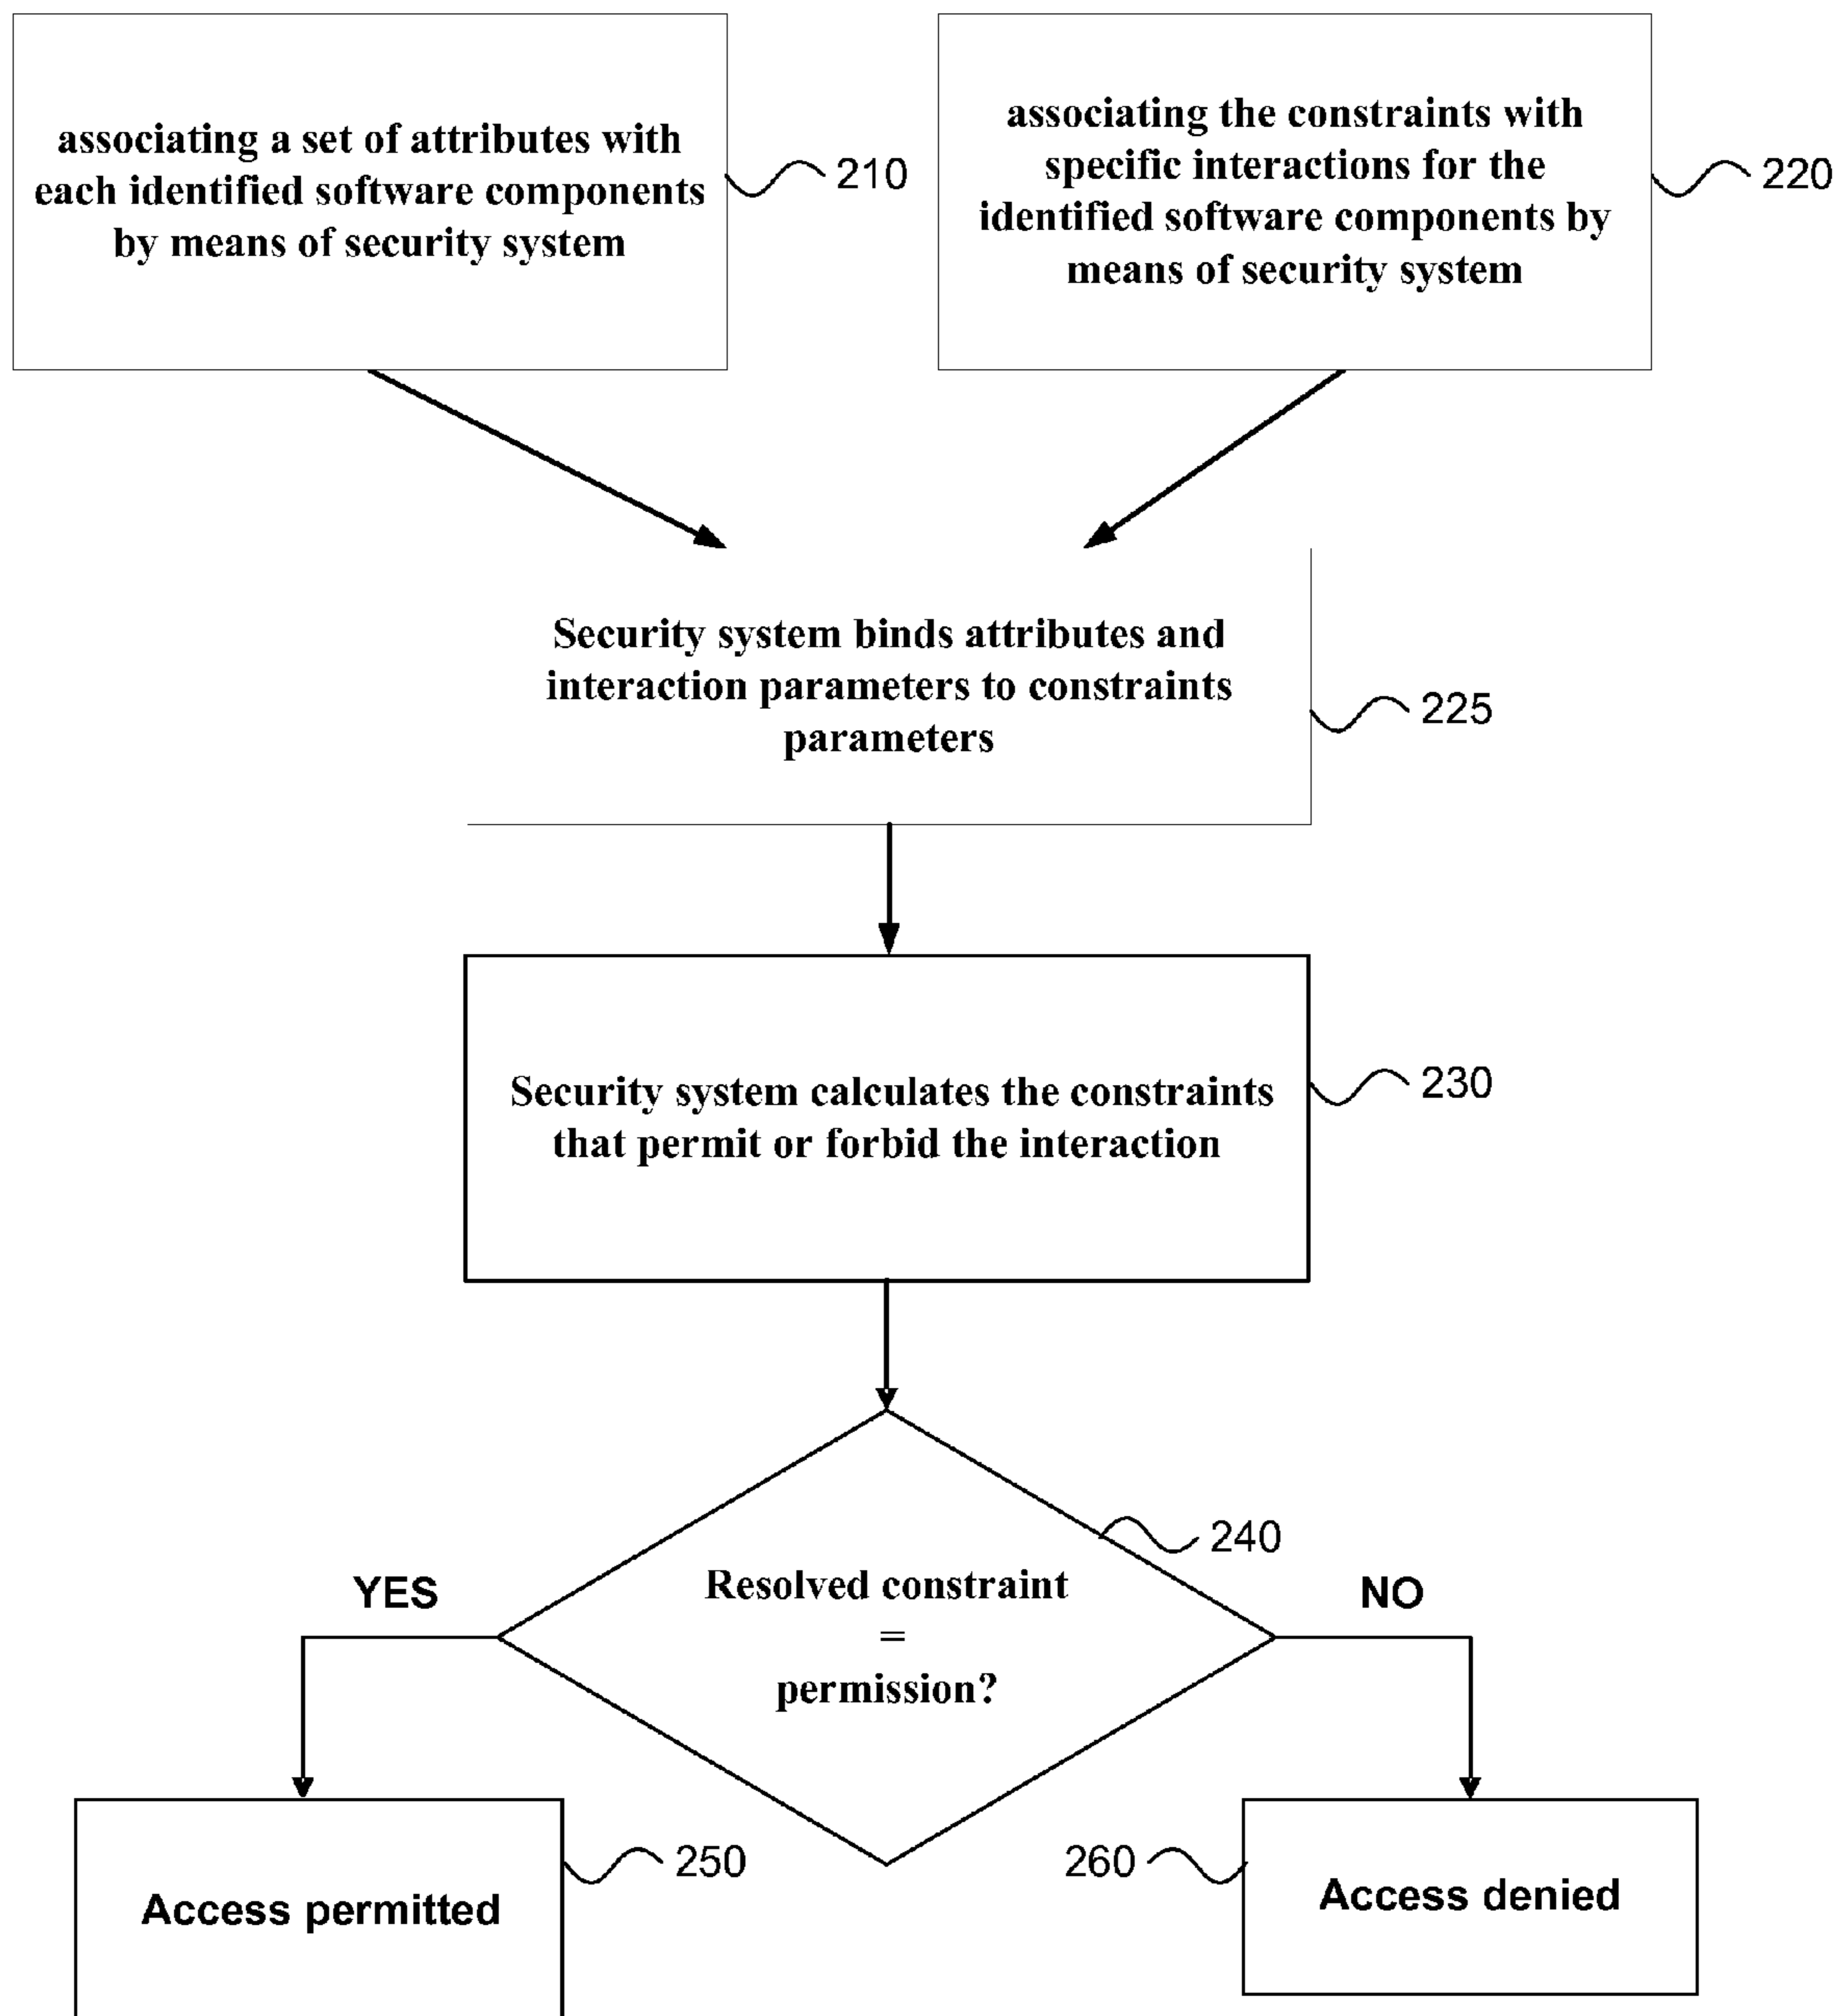 associating a set of attributes with
each identified software components
by means of security system
210
associating the constraints with
specific interactions for the
identified software components by
means of security system
220
Security system binds attributes and
interaction parameters to constraints
parameters
225
Security system calculates the constraints
that permit or forbid the interaction
230
240
Resolved constraint
=
permission?
YES
NO
Access permitted
250
260
Access denied